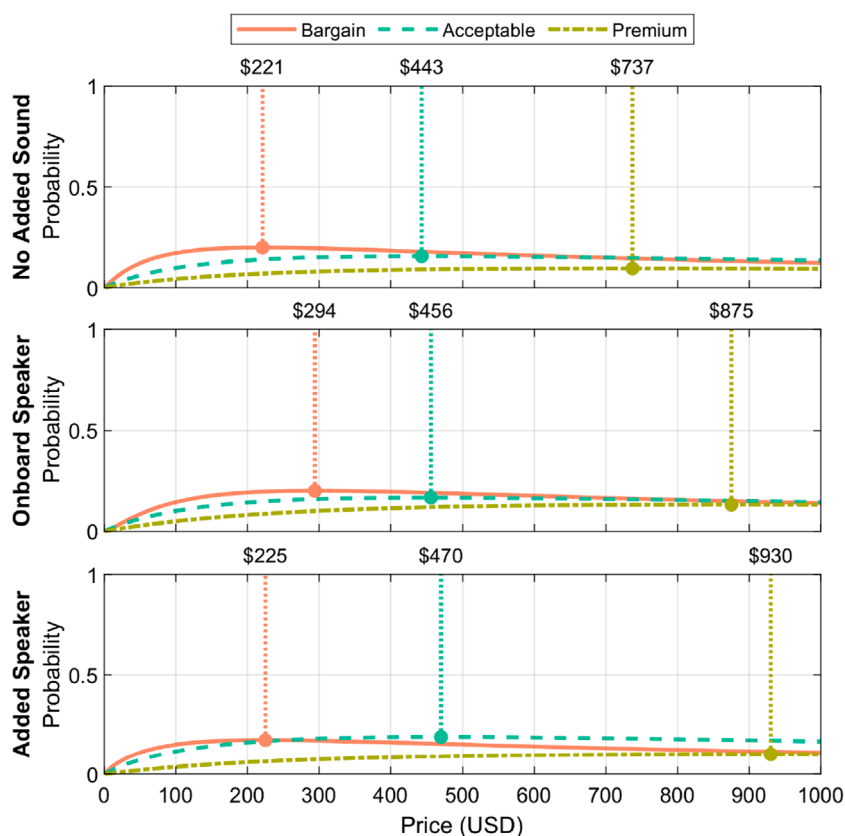 Bargain Acceptable Premium
$221 $443 $737
1
0.5
0
No Added Sound
Probability
$294 $456 $875
1
0.5
0
Onboard Speaker
Probability
$225 $470 $930
1
0.5
0
Added Speaker
Probability
0 100 200 300 400 500 600 700 800 900 1000
Price (USD)